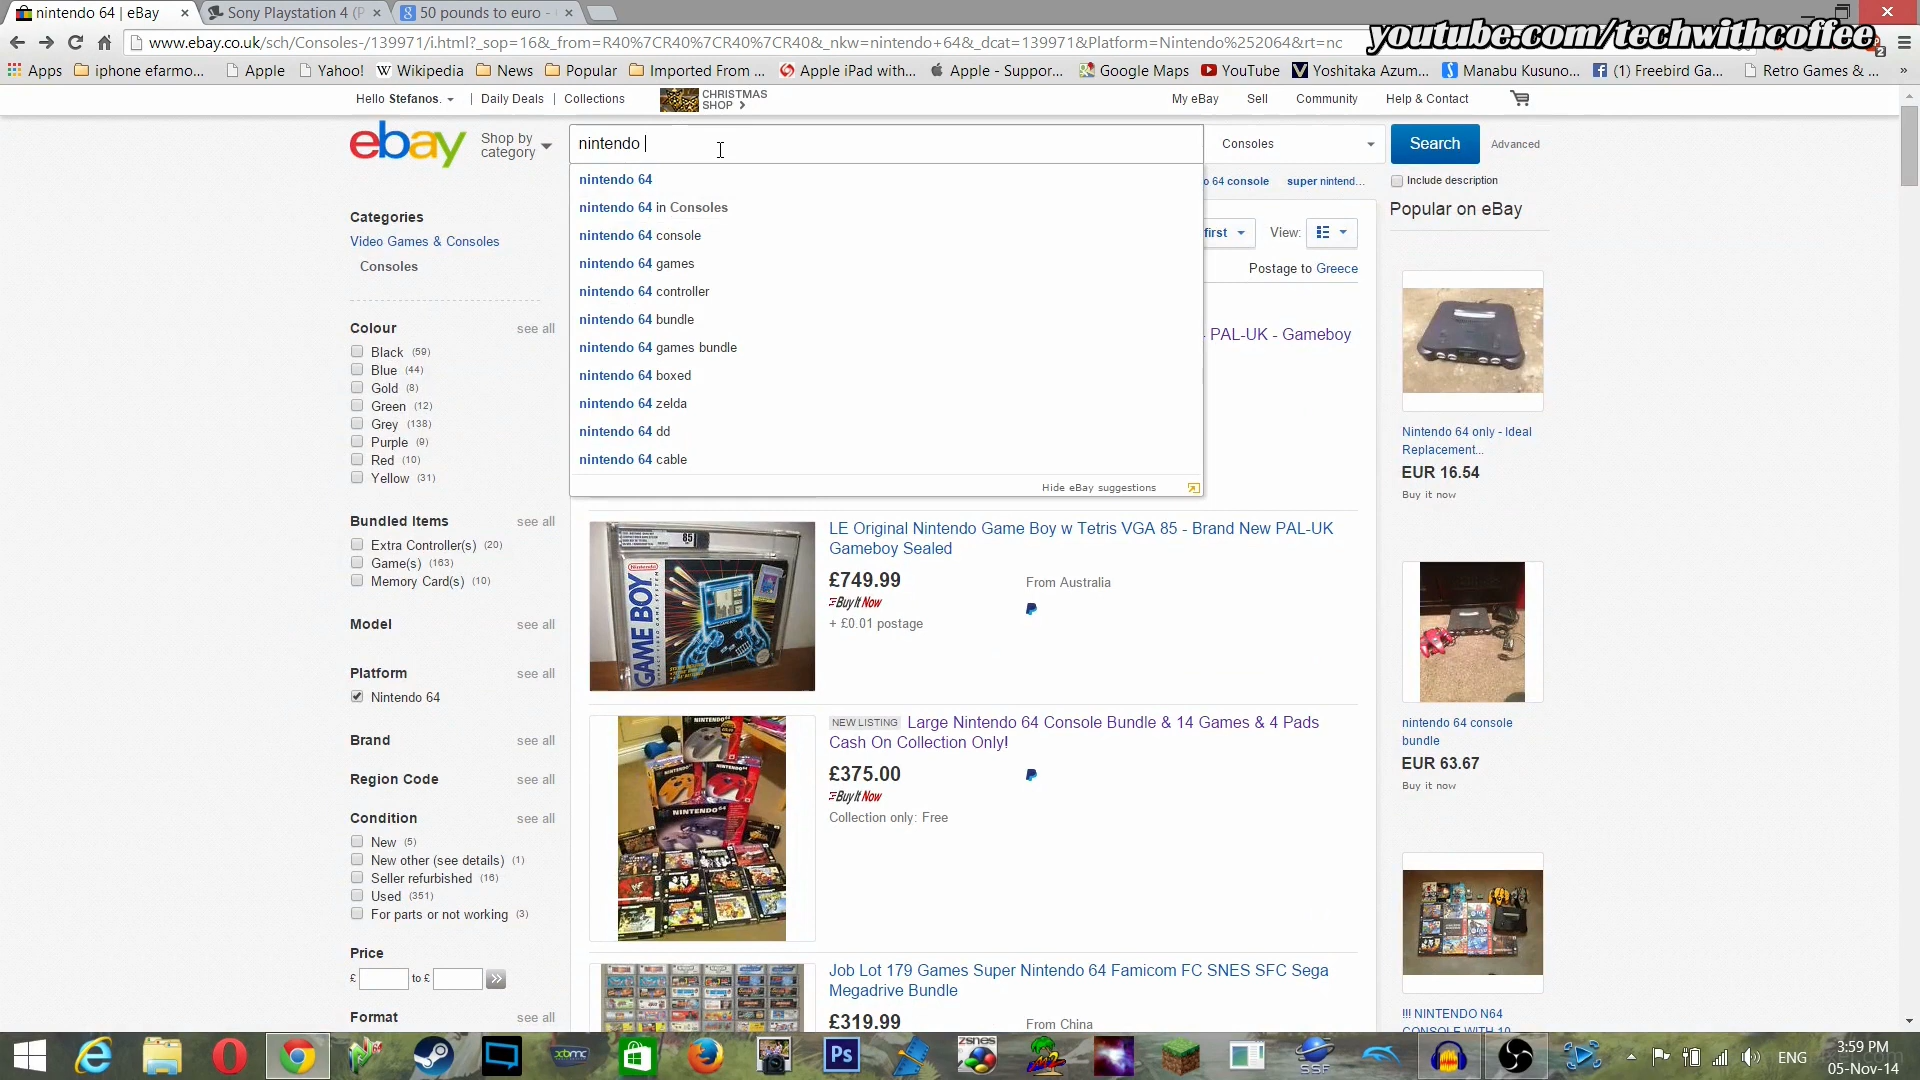 nintendo 64 | eBay
Sony Playstation 4 (P
50 pounds to euro -
www.ebay.co.uk/sch/Consoles-/139971/i.html?_sop=16&_from=R40%7CR40%7CR40%7CR40&_nkw=nintendo+64&_dcat=139971&Platform=Nintendo%252064&rt=nc
youtube.com/techwithcoffee
Apps
iphone efarmo...
Apple
Yahoo!
Wikipedia
News
Popular
Imported From ...
Apple iPad with...
Apple - Suppor...
Google Maps
YouTube
Yoshitaka Azum...
Manabu Kusuno...
(1) Freebird Ga...
Retro Games & ...
Hello Stefanos.
Daily Deals
Collections
CHRISTMAS
SHOP
My eBay
Sell
Community
Help & Contact
ebay
Shop by
category
nintendo
Consoles
Search
Advanced
nintendo 64
o 64 console
super nintend...
Include description
nintendo 64 in Consoles
nintendo 64 console
nintendo 64 games
nintendo 64 controller
nintendo 64 bundle
nintendo 64 games bundle
nintendo 64 boxed
nintendo 64 zelda
nintendo 64 dd
nintendo 64 cable
Hide eBay suggestions
first
View:
Postage to Greece
- PAL-UK - Gameboy
Categories
Video Games & Consoles
Consoles
Colour
see all
Black (59)
Blue (44)
Gold (8)
Green (12)
Grey (138)
Purple (9)
Red (10)
Yellow (31)
Bundled Items
see all
Extra Controller(s) (20)
Game(s) (163)
Memory Card(s) (10)
Model
see all
Platform
see all
Nintendo 64
Brand
see all
Region Code
see all
Condition
see all
New (5)
New other (see details) (1)
Seller refurbished (16)
Used (351)
For parts or not working (3)
Price
£
to £
Format
see all
85
Nintendo
GAME BOY
LE Original Nintendo Game Boy w Tetris VGA 85 - Brand New PAL-UK
Gameboy Sealed
£749.99
From Australia
Buy It Now
+ £0.01 postage
NINTENDO 64
NEW LISTING Large Nintendo 64 Console Bundle & 14 Games & 4 Pads
Cash On Collection Only!
£375.00
Buy It Now
Collection only: Free
Job Lot 179 Games Super Nintendo 64 Famicom FC SNES SFC Sega
Megadrive Bundle
£319.99
From China
Popular on eBay
Nintendo 64 only - Ideal
Replacement...
EUR 16.54
Buy it now
nintendo 64 console
bundle
EUR 63.67
Buy it now
!!! NINTENDO N64
CONSOLE WITH 10
xbmc
Ps
ZSNES
SSF
ENG
3:59 PM
05-Nov-14